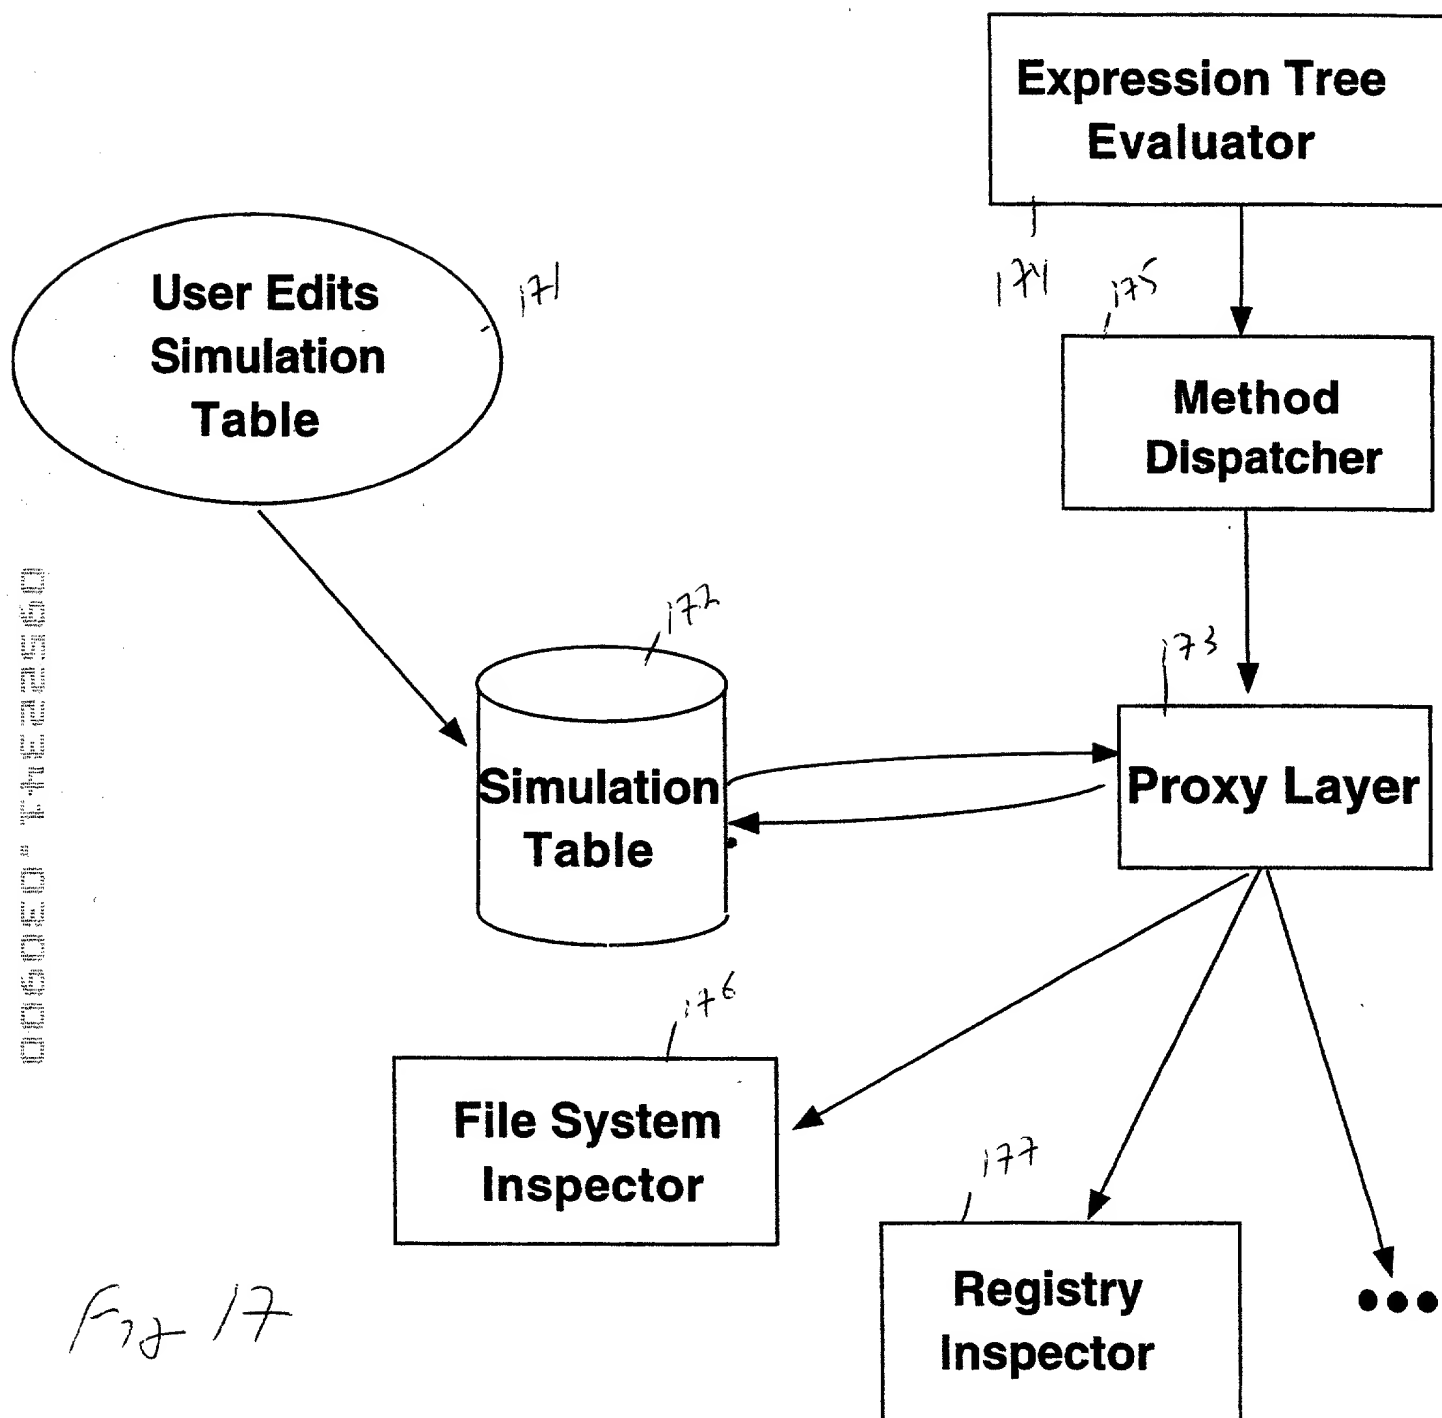 Expression Tree
Evaluator
174
175
User Edits
Simulation
Table
171
Method
Dispatcher
172
173
Simulation
Table
Proxy Layer
176
File System
Inspector
177
Registry
Inspector
Fig 17